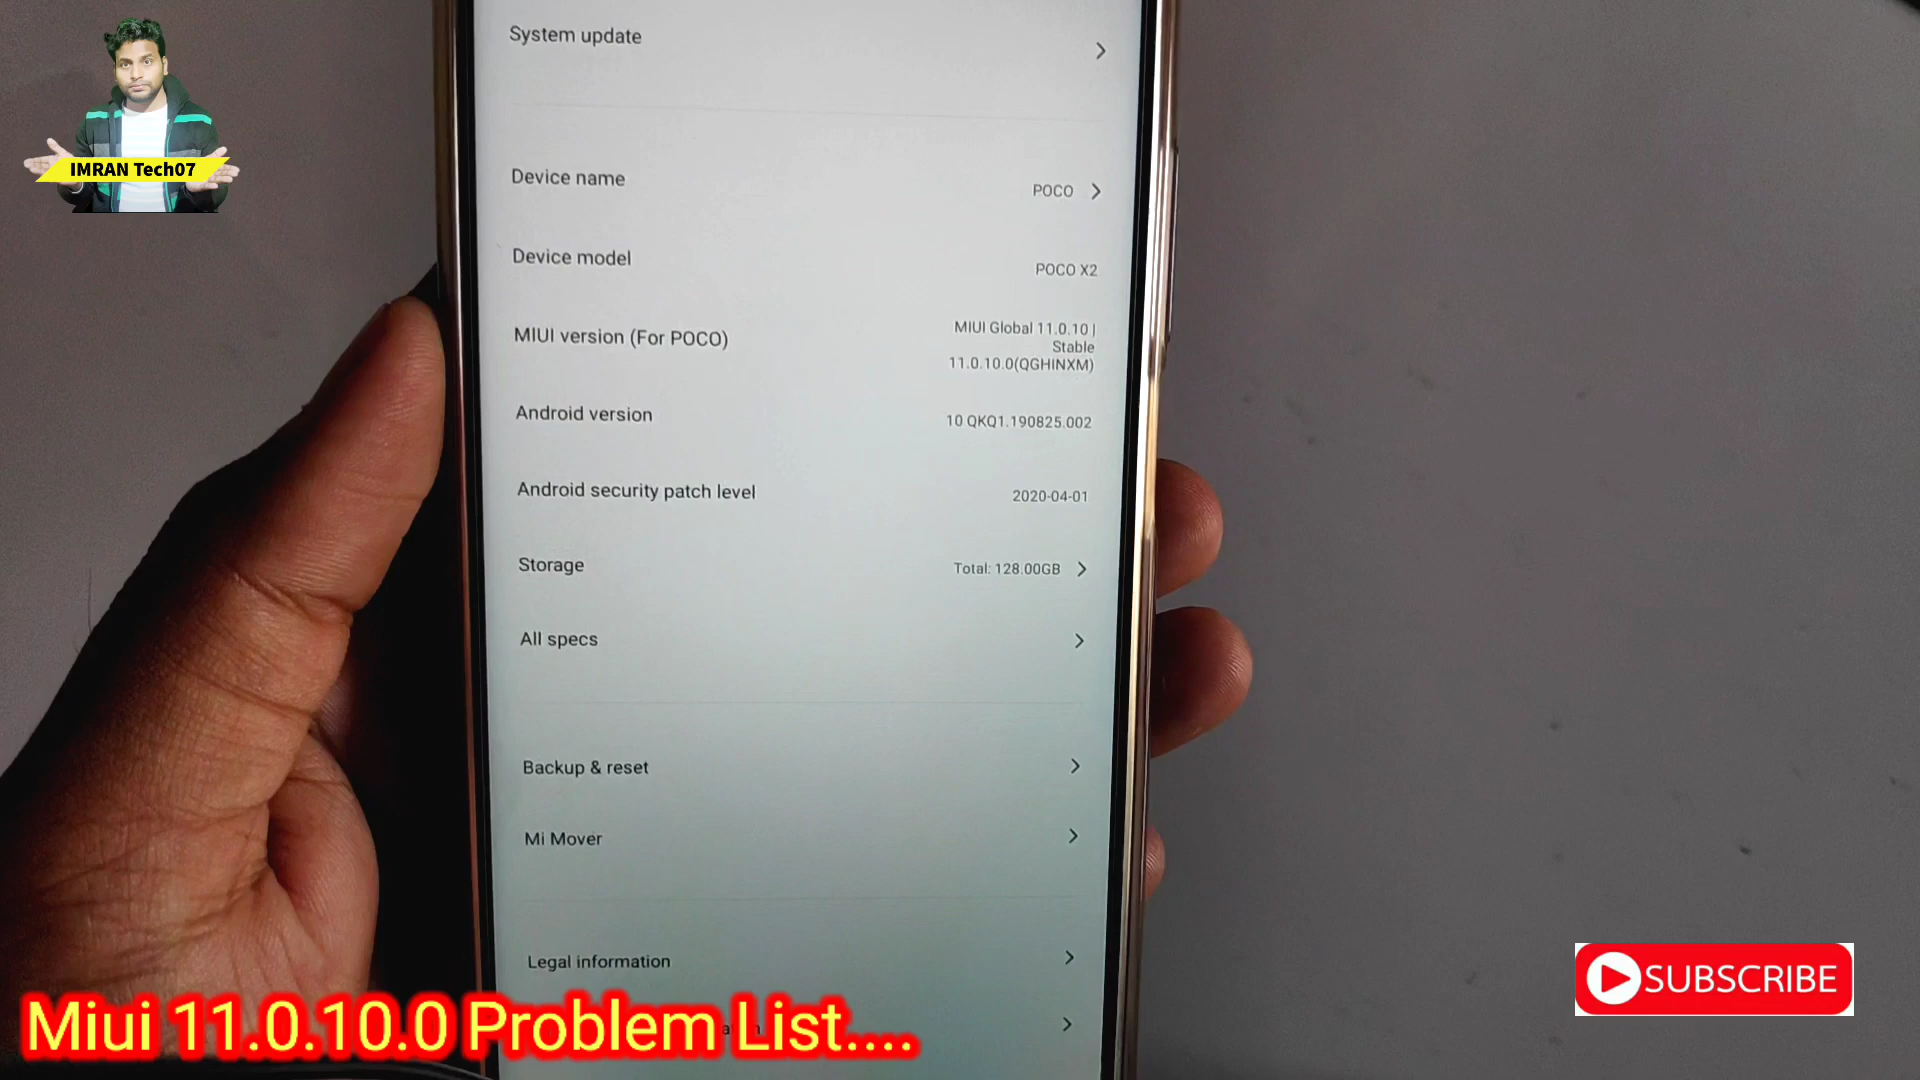 IMRAN Tech07
System update
Device name
POCO
Device model
POCO X2
MIUI version (For POCO)
MIUI Global 11.0.10 |
Stable
11.0.10.0(QGHINXM)
Android version
10 QKQ1.190825.002
Android security patch level
2020-04-01
Storage
Total: 128.00GB
All specs
Backup & reset
Mi Mover
Legal information
Miui 11.0.10.0 Problem List....
SUBSCRIBE